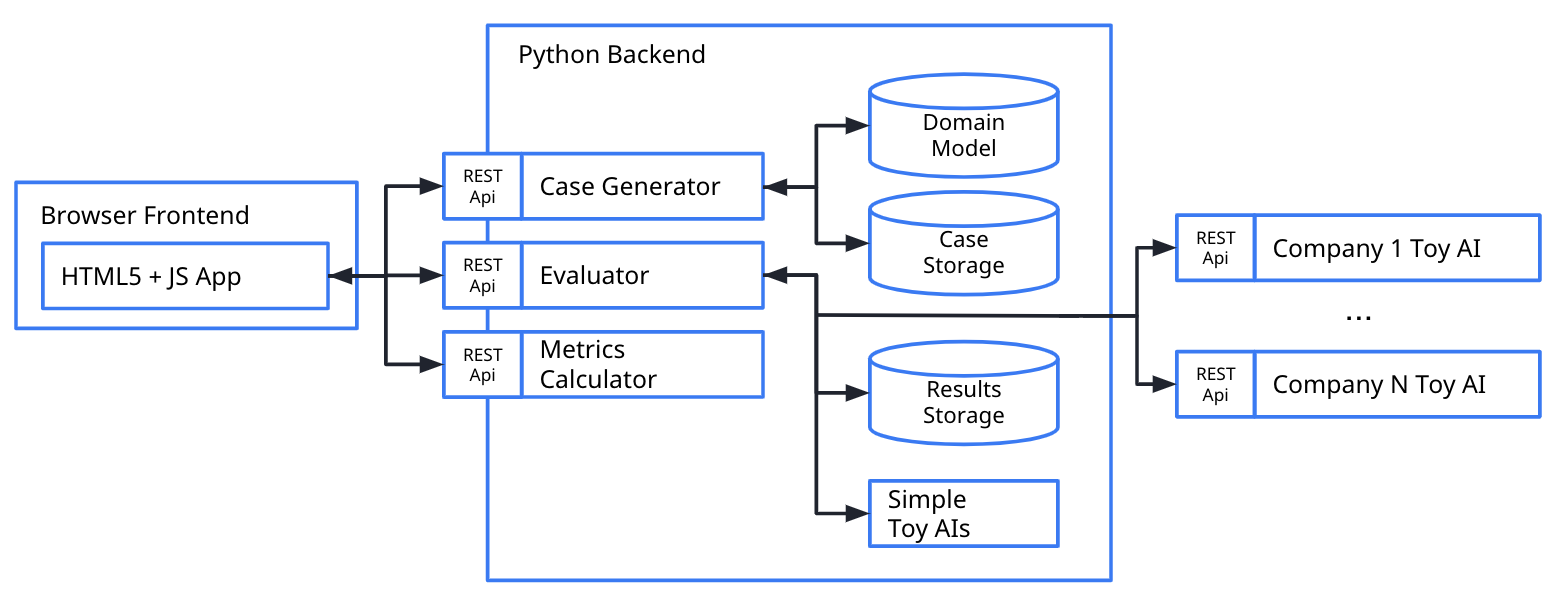 Python Backend
Domain
Model
REST
Api
Case Generator
Browser Frontend
HTML5 + JS App
REST
Api
Evaluator
Case
Storage
REST
Api
Company 1 Toy AI
...
REST
Api
Metrics
Calculator
Results
Storage
REST
Api
Company N Toy AI
Simple
Toy AIs